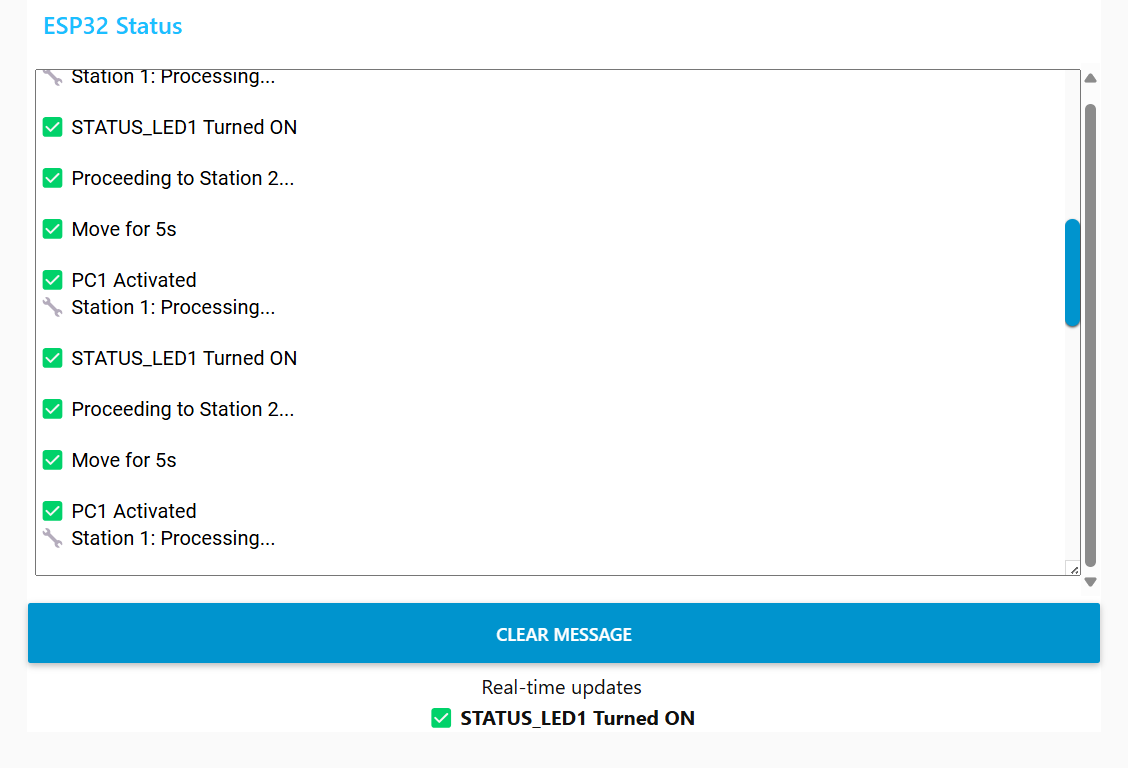 ESP32 Status
Station 1: Processing...
STATUS_LED1 Turned ON
Proceeding to Station 2...
Move for 5s
PC1 Activated
Station 1: Processing...
STATUS_LED1 Turned ON
Proceeding to Station 2...
Move for 5s
PC1 Activated
Station 1: Processing...
CLEAR MESSAGE
Real-time updates
STATUS_LED1 Turned ON